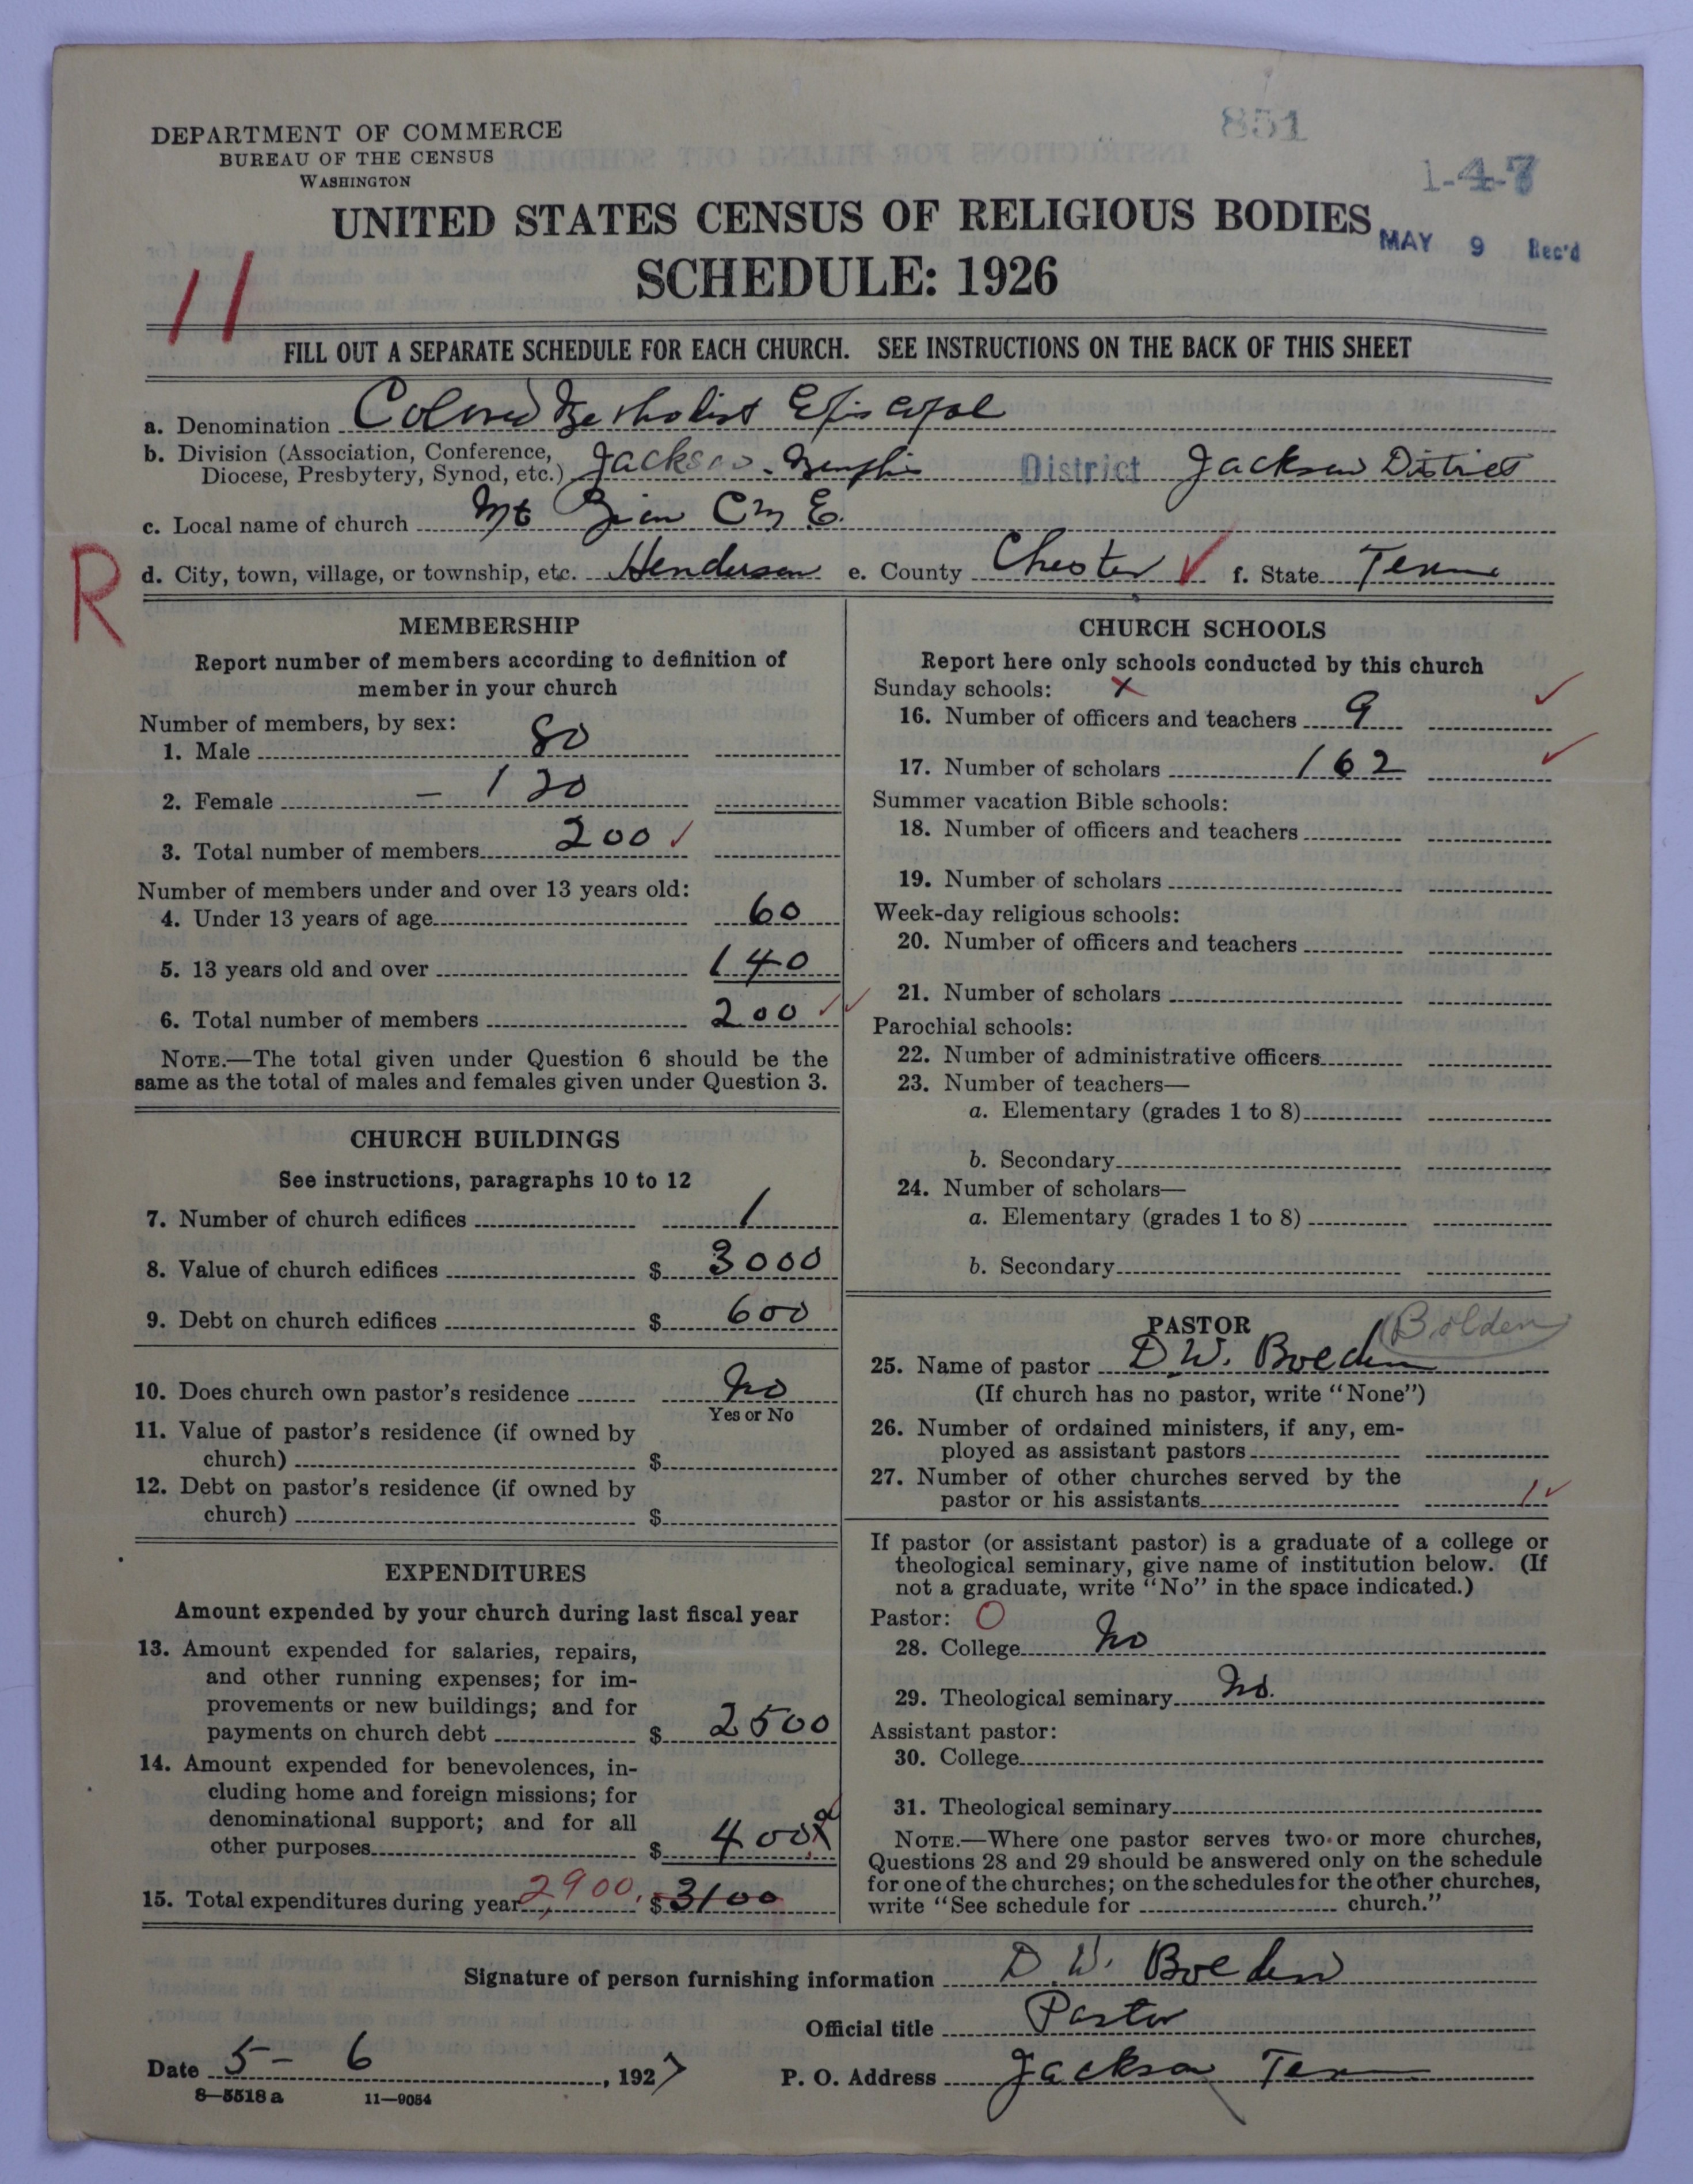 851
DEPARTMENT OF COMMERCE
BUREAU OF THE CENSUS
WASHINGTON
1-4-7
UNITED STATES CENSUS OF RELIGIOUS BODIES
MAY 9 Rec'd
SCHEDULE: 1926
11
FILL OUT A SEPARATE SCHEDULE FOR EACH CHURCH. SEE INSTRUCTIONS ON THE BACK OF THIS SHEET
a. Denomination Colored Methodist Episcopal
b. Division (Association, Conference,
Diocese, Presbytery, Synod, etc.) Jackson-Memphis District Jackson District
c. Local name of church Mt Zion C M E.
R
d. City, town, village, or township, etc. Henderson e. County Chester ✓ f. State Tenn
MEMBERSHIP
Report number of members according to definition of
member in your church
Number of members, by sex:
1. Male 80
2. Female – 120
3. Total number of members 200 ✓
Number of members under and over 13 years old:
4. Under 13 years of age 60
5. 13 years old and over 140
6. Total number of members 200 ✓✓
NOTE.—The total given under Question 6 should be the
same as the total of males and females given under Question 3.
CHURCH BUILDINGS
See instructions, paragraphs 10 to 12
7. Number of church edifices 1
8. Value of church edifices $ 3000
9. Debt on church edifices $ 600
10. Does church own pastor's residence No
Yes or No
11. Value of pastor's residence (if owned by
church) $
12. Debt on pastor's residence (if owned by
church) $
EXPENDITURES
Amount expended by your church during last fiscal year
13. Amount expended for salaries, repairs,
and other running expenses; for im-
provements or new buildings; and for
payments on church debt $ 2500
14. Amount expended for benevolences, in-
cluding home and foreign missions; for
denominational support; and for all
other purposes $ 400
15. Total expenditures during year 2900. $ 3100
CHURCH SCHOOLS
Report here only schools conducted by this church
Sunday schools: x
16. Number of officers and teachers 9 ✓
17. Number of scholars 162 ✓
Summer vacation Bible schools:
18. Number of officers and teachers
19. Number of scholars
Week-day religious schools:
20. Number of officers and teachers
21. Number of scholars
Parochial schools:
22. Number of administrative officers
23. Number of teachers—
a. Elementary (grades 1 to 8)
b. Secondary
24. Number of scholars—
a. Elementary (grades 1 to 8)
b. Secondary
PASTOR (Bolden)
25. Name of pastor D. W. Bolden
(If church has no pastor, write "None")
26. Number of ordained ministers, if any, em-
ployed as assistant pastors
27. Number of other churches served by the
pastor or his assistants 1 ✓
If pastor (or assistant pastor) is a graduate of a college or
theological seminary, give name of institution below. (If
not a graduate, write "No" in the space indicated.)
Pastor: O
28. College No
29. Theological seminary No.
Assistant pastor:
30. College
31. Theological seminary
NOTE.—Where one pastor serves two or more churches,
Questions 28 and 29 should be answered only on the schedule
for one of the churches; on the schedules for the other churches,
write "See schedule for church."
Signature of person furnishing information D. W. Bolden
Official title Pastor
Date 5 - 6, 1927 P. O. Address Jackson Tenn
8—5518 a 11—9054